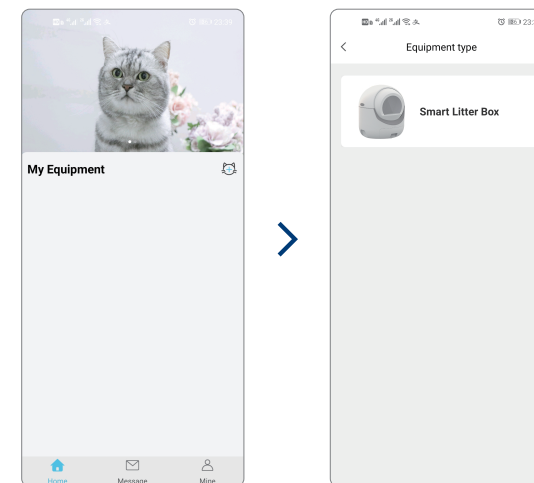 My Equipment
Home
Message
Mine
Equipment type
Smart Litter Box